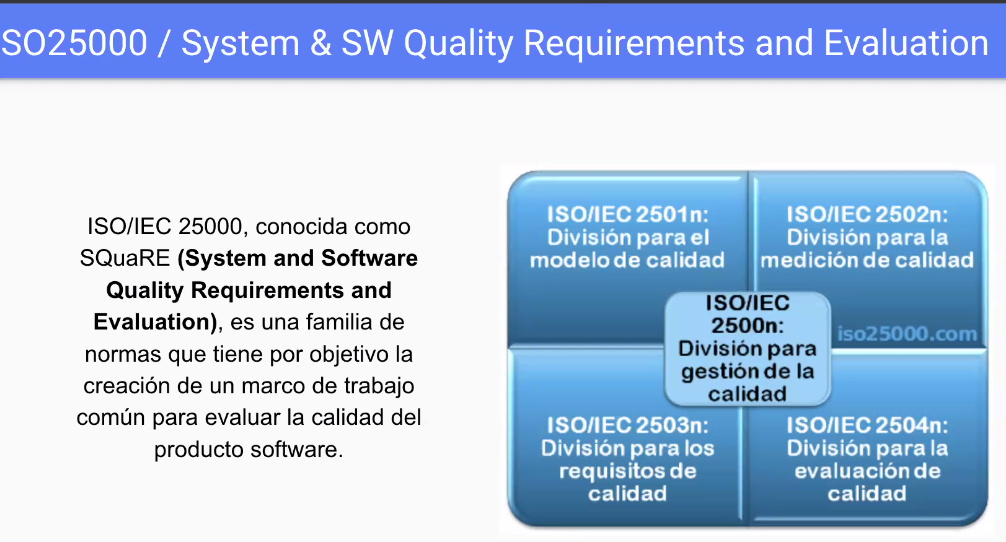 SO25000 / System & SW Quality Requirements and Evaluation
ISO/IEC 25000, conocida como
SQuaRE (System and Software
Quality Requirements and
Evaluation), es una familia de
normas que tiene por objetivo la
creación de un marco de trabajo
común para evaluar la calidad del
producto software.
ISO/IEC 2501n:
División para el
modelo de calidad
ISO/IEC 2502n:
División para la
medición de calidad
ISO/IEC
2500n:
División para
gestión de la
calidad
iso25000.com
ISO/IEC 2503n:
División para los
requisitos de
calidad
ISO/IEC 2504n:
División para la
evaluación de
calidad